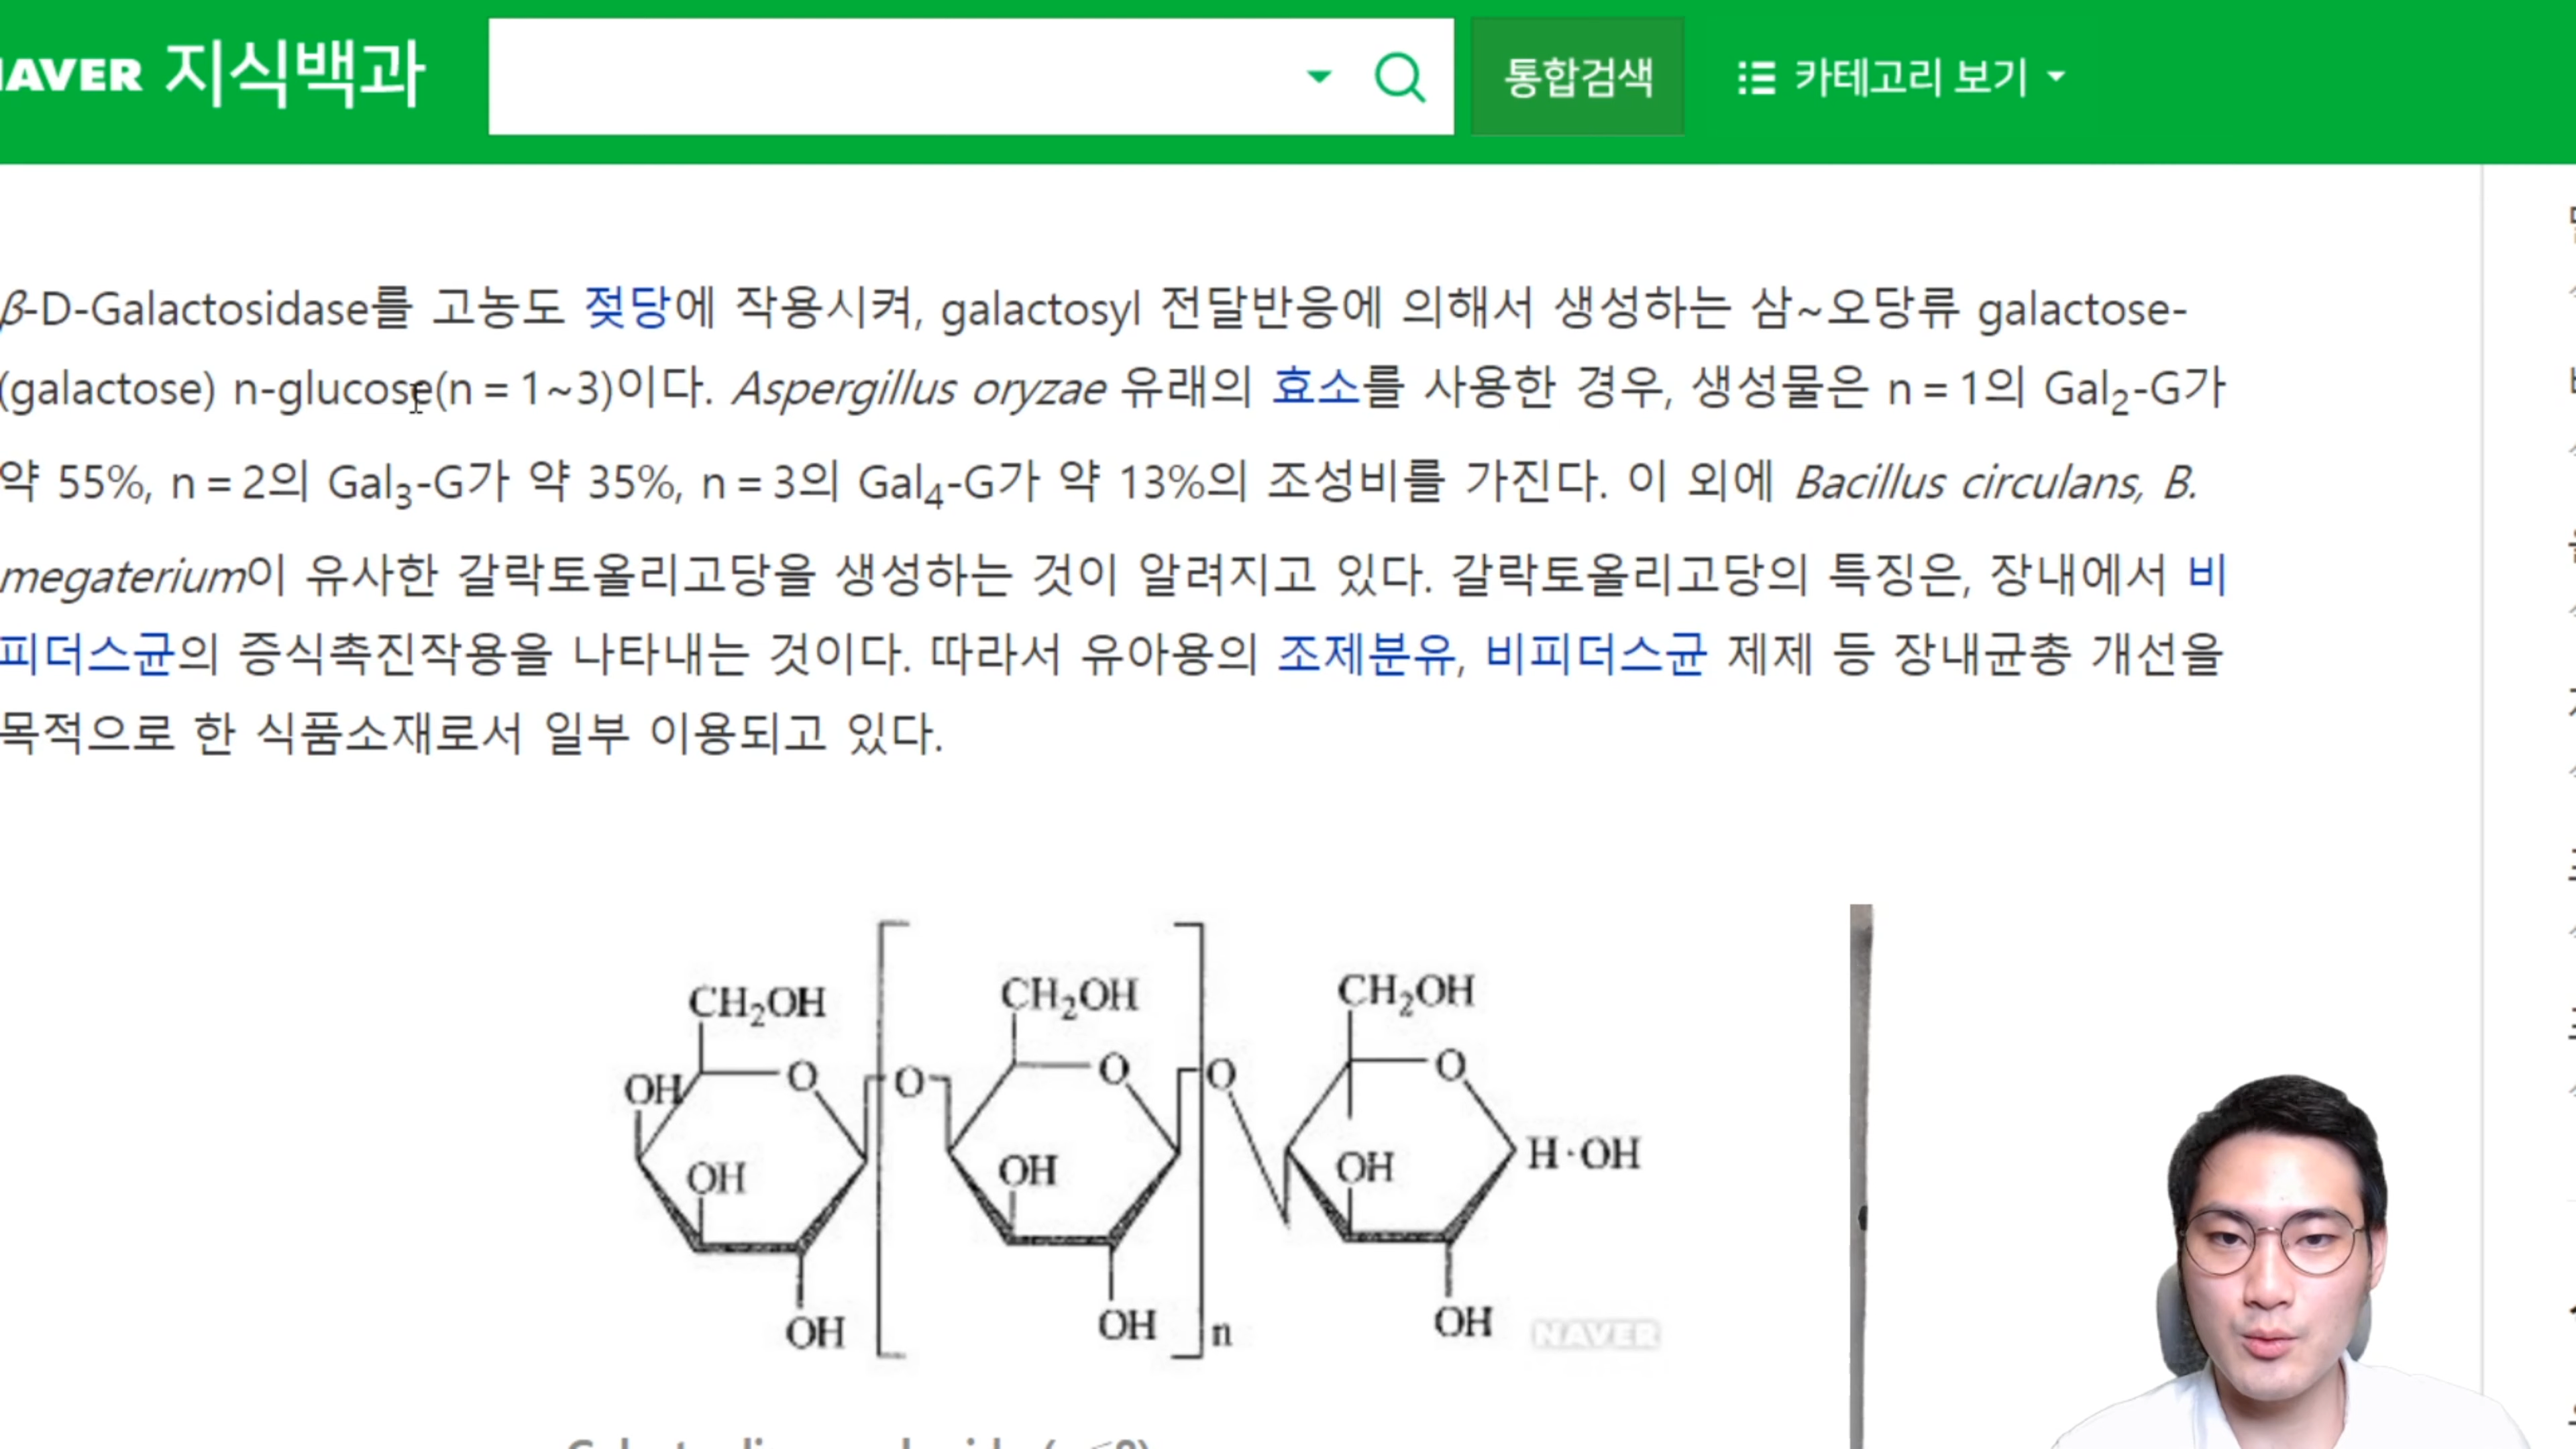 NAVER 지식백과
통합검색
카테고리 보기
β-D-Galactosidase를 고농도 젖당에 작용시켜, galactosyl 전달반응에 의해서 생성하는 삼~오당류 galactose-
(galactose) n-glucose(n = 1~3)이다. Aspergillus oryzae 유래의 효소를 사용한 경우, 생성물은 n = 1의 Gal₂-G가
약 55%, n = 2의 Gal₃-G가 약 35%, n = 3의 Gal₄-G가 약 13%의 조성비를 가진다. 이 외에 Bacillus circulans, B.
megaterium이 유사한 갈락토올리고당을 생성하는 것이 알려지고 있다. 갈락토올리고당의 특징은, 장내에서 비
피더스균의 증식촉진작용을 나타내는 것이다. 따라서 유아용의 조제분유, 비피더스균 제제 등 장내균총 개선을
목적으로 한 식품소재로서 일부 이용되고 있다.
CH₂OH CH₂OH CH₂OH
OH O O O O O
OH OH OH H·OH
OH OH n OH
NAVER